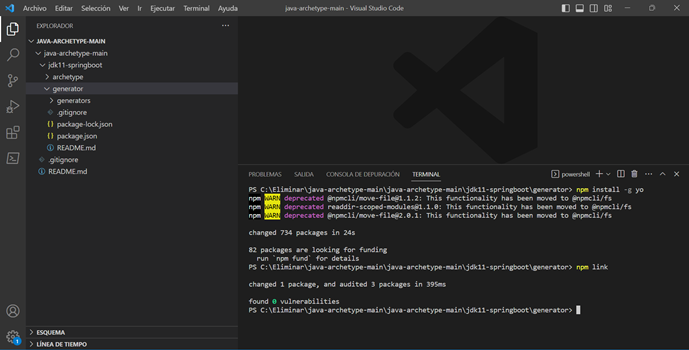 Archivo Editar Selección Ver Ir Ejecutar Terminal Ayuda
java-archetype-main - Visual Studio Code
EXPLORADOR
JAVA-ARCHETYPE-MAIN
java-archetype-main
jdk11-springboot
archetype
generator
generators
.gitignore
package-lock.json
package.json
README.md
.gitignore
README.md
ESQUEMA
LÍNEA DE TIEMPO
1
PROBLEMAS SALIDA CONSOLA DE DEPURACIÓN TERMINAL
powershell
PS C:\Eliminar\java-archetype-main\java-archetype-main\jdk11-springboot\generator> npm install -g yo
npm WARN deprecated @npmcli/move-file@1.1.2: This functionality has been moved to @npmcli/fs
npm WARN deprecated readdir-scoped-modules@1.1.0: This functionality has been moved to @npmcli/fs
npm WARN deprecated @npmcli/move-file@2.0.1: This functionality has been moved to @npmcli/fs
changed 734 packages in 24s
82 packages are looking for funding
run `npm fund` for details
PS C:\Eliminar\java-archetype-main\java-archetype-main\jdk11-springboot\generator> npm link
changed 1 package, and audited 3 packages in 395ms
found 0 vulnerabilities
PS C:\Eliminar\java-archetype-main\java-archetype-main\jdk11-springboot\generator>